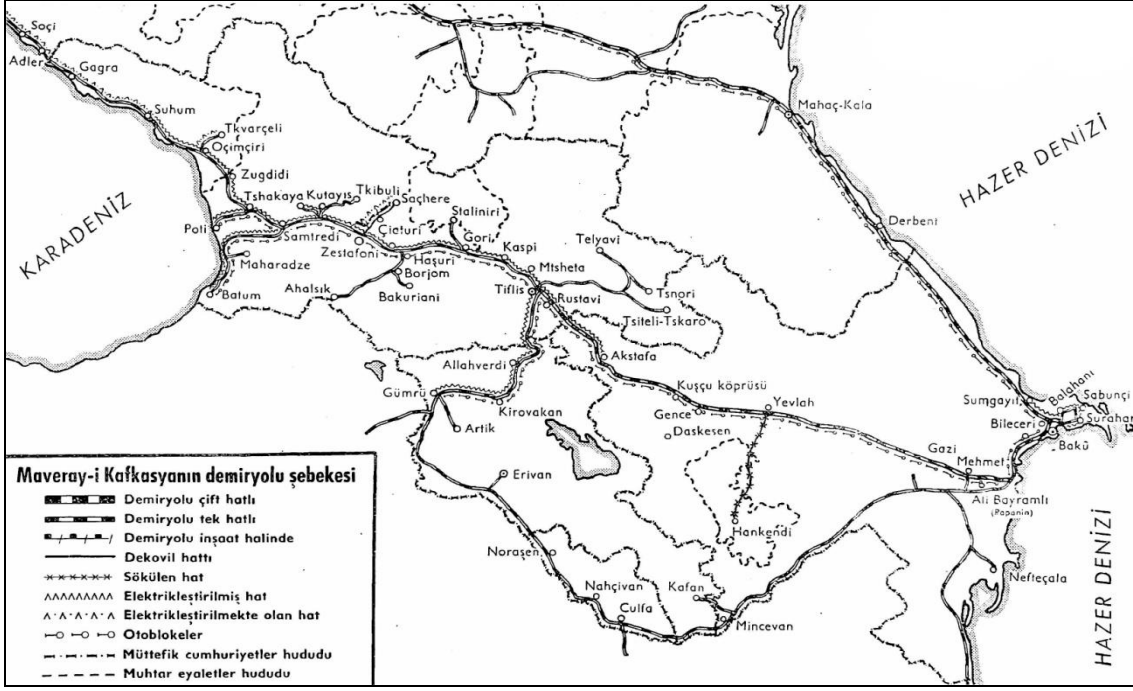 Soçi
Adler
Gagra
Suhum
Tkvarçeli
Oçimçiri
Zugdidi
Tshakaya
Kutayıs
Tkibuli
Saçhere
Staliniri
Poti
Samtredi
Çiaturi
Zestafoni
Gori
Kaspi
Haşuri
Mtsheta
Telyavi
Maharadze
Borjom
Bakuriani
Ahalsık
Batum
Tiflis
Rustavi
Tsnori
Tsiteli-Tskaro
Mahaç-Kala
HAZER DENİZİ
KARADENİZ
Derbent
Allahverdi
Akstafa
Gümrü
Kirovakan
Artik
Kuşçu köprüsü
Gence
Yevlah
Daskesen
Sumgayıt
Balahanı
Sabunçi
Surahanı
Bileceri
Bakû
Gazi
Mehmet
Ali Bayramlı
(Papanin)
Erivan
Hankendi
Noraşen
Nahçivan
Culfa
Kafan
Mincevan
Nefteçala
HAZER DENİZİ
Maveray-i Kafkasyanın demiryolu şebekesi
Demiryolu çift hatlı
Demiryolu tek hatlı
Demiryolu inşaat halinde
Dekovil hattı
Sökülen hat
Elektrikleştirilmiş hat
Elektrikleştirilmekte olan hat
Otoblokeler
Müttefik cumhuriyetler hududu
Muhtar eyaletler hududu